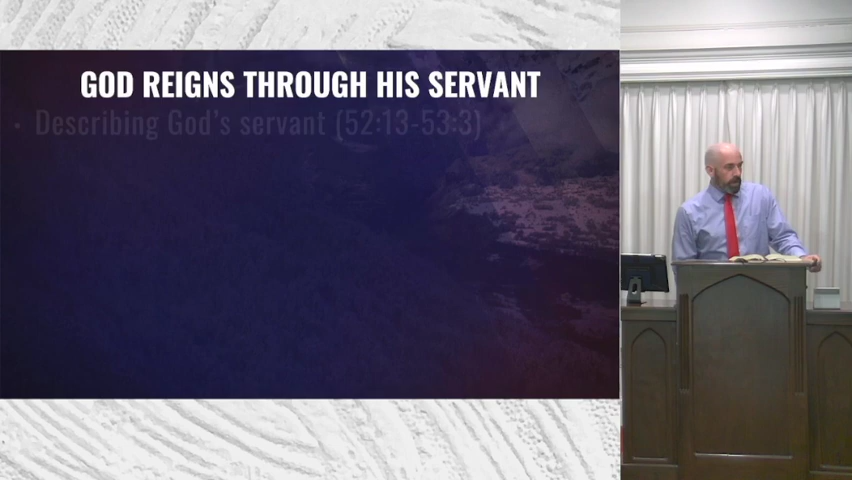 GOD REIGNS THROUGH HIS SERVANT
• Describing God's servant (52:13-53:3)